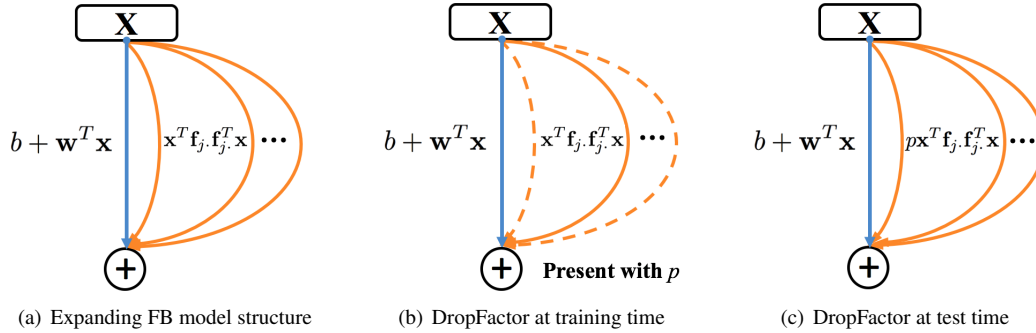 X X X
b + w^T x x^T f_j. f_j.^T x ••• b + w^T x x^T f_j. f_j.^T x ••• b + w^T x px^T f_j. f_j.^T x •••
+ + Present with p +
(a) Expanding FB model structure (b) DropFactor at training time (c) DropFactor at test time